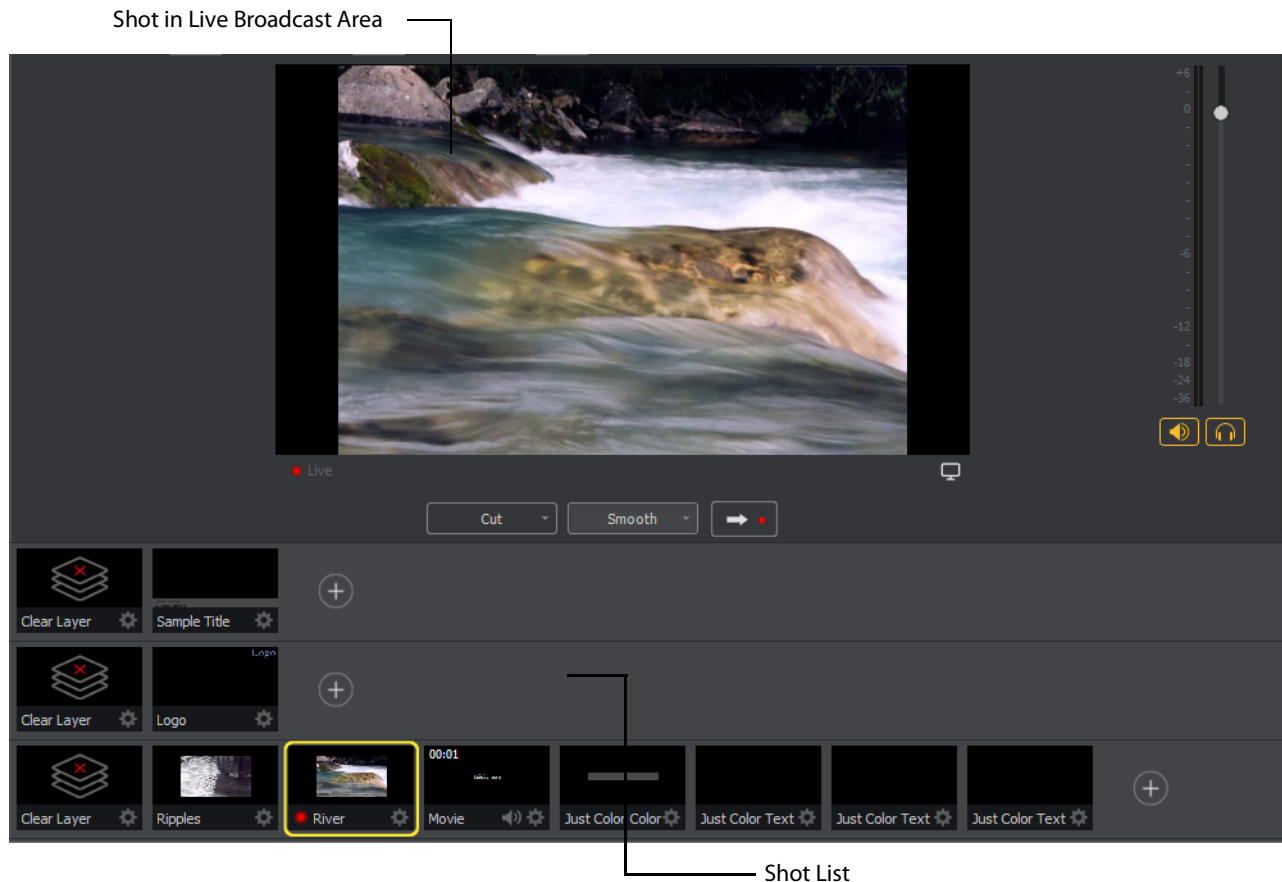 Shot in Live Broadcast Area
+6
0
-6
-12
-18
-24
-36
Live
Cut
Smooth
Clear Layer
Sample Title
Logo
Clear Layer
Logo
00:01
Clear Layer
Ripples
River
Movie
Just Color Color
Just Color Text
Just Color Text
Just Color Text
Shot List